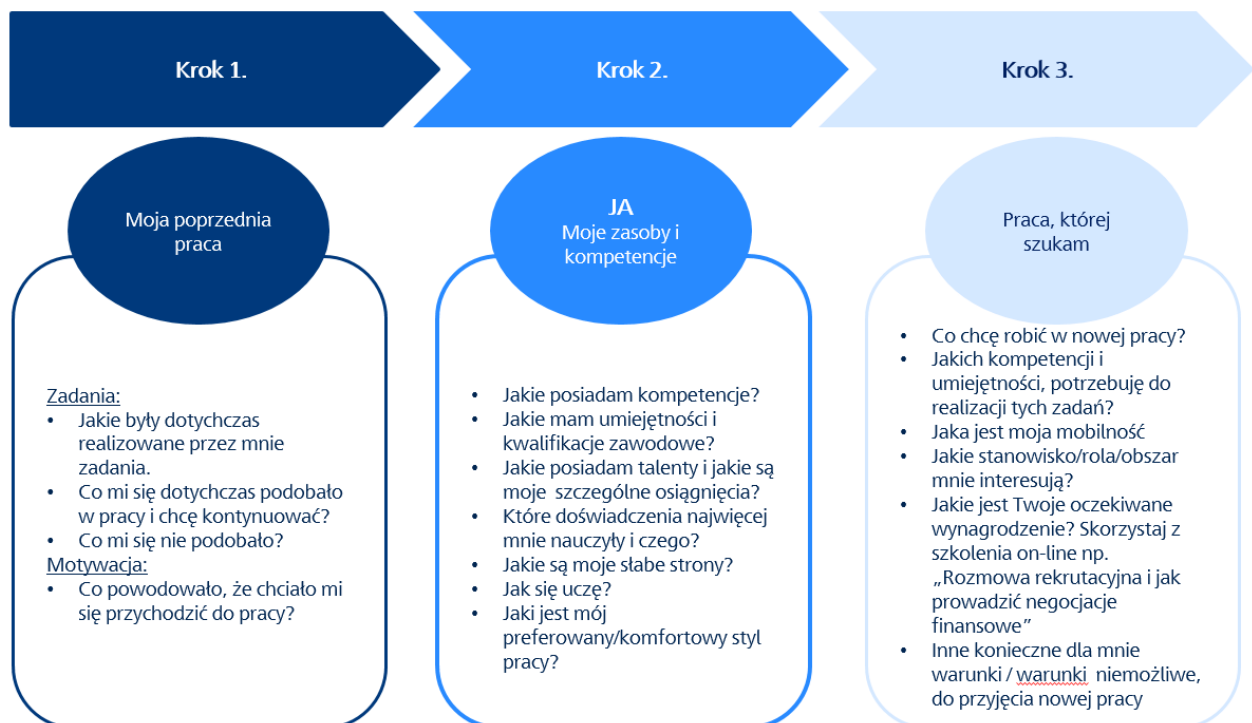 Krok 1.
Krok 2.
Krok 3.
Moja poprzednia
praca
Zadania:
• Jakie były dotychczas
realizowane przez mnie
zadania.
• Co mi się dotychczas podobało
w pracy i chcę kontynuować?
• Co mi się nie podobało?
Motywacja:
• Co powodowało, że chciało mi
się przychodzić do pracy?
JA
Moje zasoby i
kompetencje
• Jakie posiadam kompetencje?
• Jakie mam umiejętności i
kwalifikacje zawodowe?
• Jakie posiadam talenty i jakie są
moje szczególne osiągnięcia?
• Które doświadczenia najwięcej
mnie nauczyły i czego?
• Jakie są moje słabe strony?
• Jak się uczę?
• Jaki jest mój
preferowany/komfortowy styl
pracy?
Praca, której
szukam
• Co chcę robić w nowej pracy?
• Jakich kompetencji i
umiejętności, potrzebuję do
realizacji tych zadań?
• Jaka jest moja mobilność
• Jakie stanowisko/rola/obszar
mnie interesują?
• Jakie jest Twoje oczekiwane
wynagrodzenie? Skorzystaj z
szkolenia on-line np.
„Rozmowa rekrutacyjna i jak
prowadzić negocjacje
finansowe”
• Inne konieczne dla mnie
warunki / warunki niemożliwe,
do przyjęcia nowej pracy